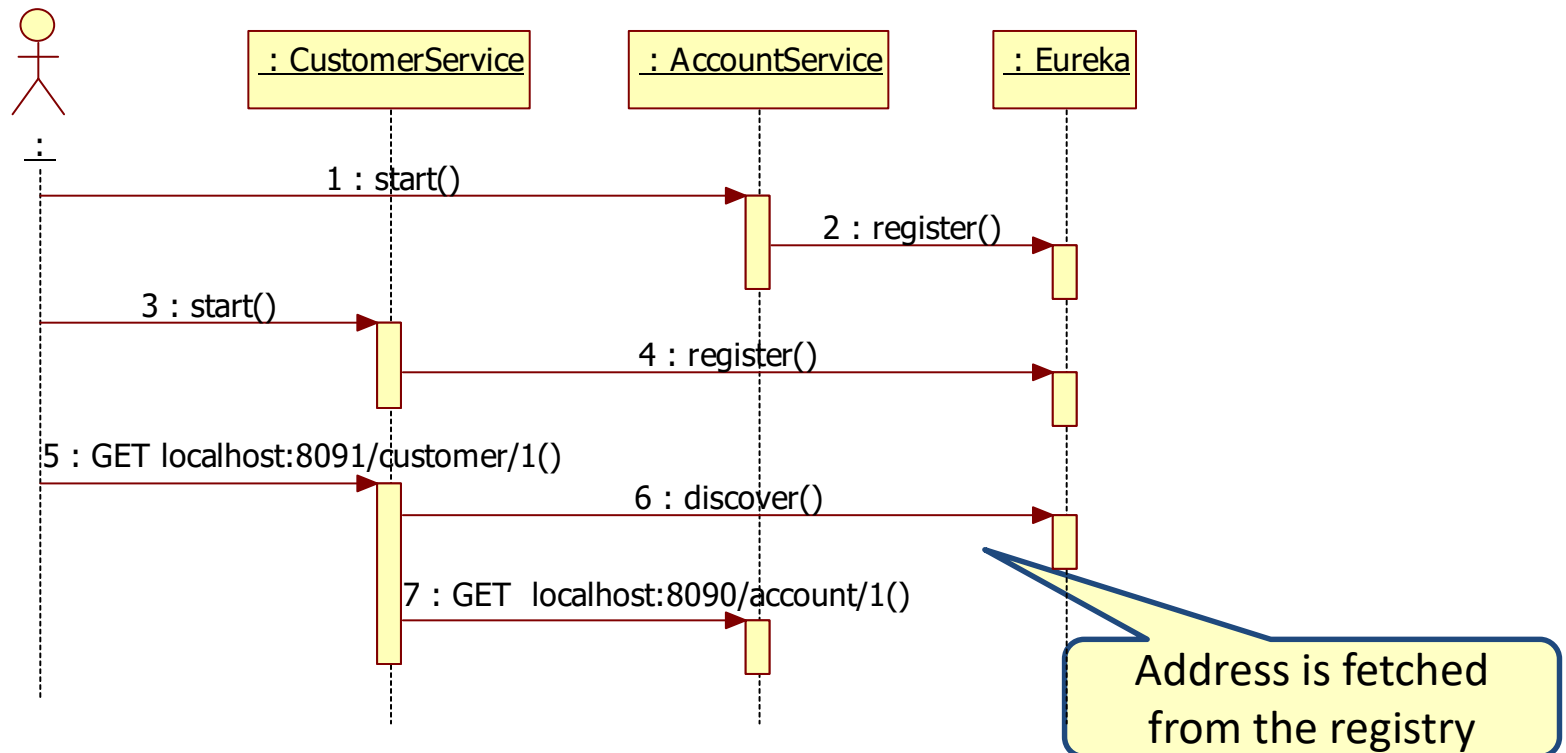 : CustomerService
: AccountService
: Eureka
:
1 : start()
2 : register()
3 : start()
4 : register()
5 : GET localhost:8091/customer/1()
6 : discover()
7 : GET localhost:8090/account/1()
Address is fetched
from the registry